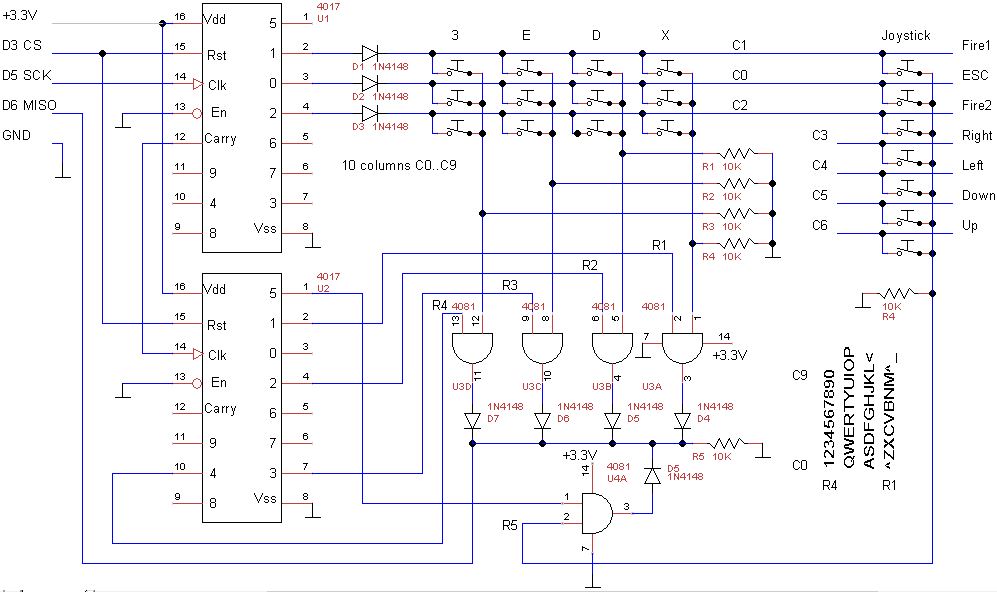 +3.3V
D3 CS
D5 SCK
D6 MISO
GND
16 Vdd 5 1
4017
U1
15 Rst 1 2
14 Clk 0 3
13 En 2 4
12 Carry 6 5
11 9 7 6
10 4 3 7
9 8 Vss 8
D1 1N4148
D2 1N4148
D3 1N4148
10 columns C0..C9
3 E D X
C1
C0
C2
Joystick
Fire1
ESC
Fire2
C3 Right
C4 Left
C5 Down
C6 Up
R1 10K
R2 10K
R3 10K
R4 10K
10K
R4
4017
U2
16 Vdd 5 1
15 Rst 1 2
14 Clk 0 3
13 En 2 4
12 Carry 6 5
11 9 7 6
10 4 3 7
9 8 Vss 8
R1
R2
R3
R4
4081 4081 4081 4081
13 12 9 8 6 5 2 1
7 14
+3.3V
U3D U3C U3B U3A
11 10 4 3
1N4148 D7
1N4148 D6
1N4148 D5
1N4148 D4
R5 10K
+3.3V
14
4081
U4A
D5
1N4148
1
2
3
7
R5
C9
C0
1234567890
QWERTYUIOP
ASDFGHJKL<
^ZXCVBNM^_
R4 R1